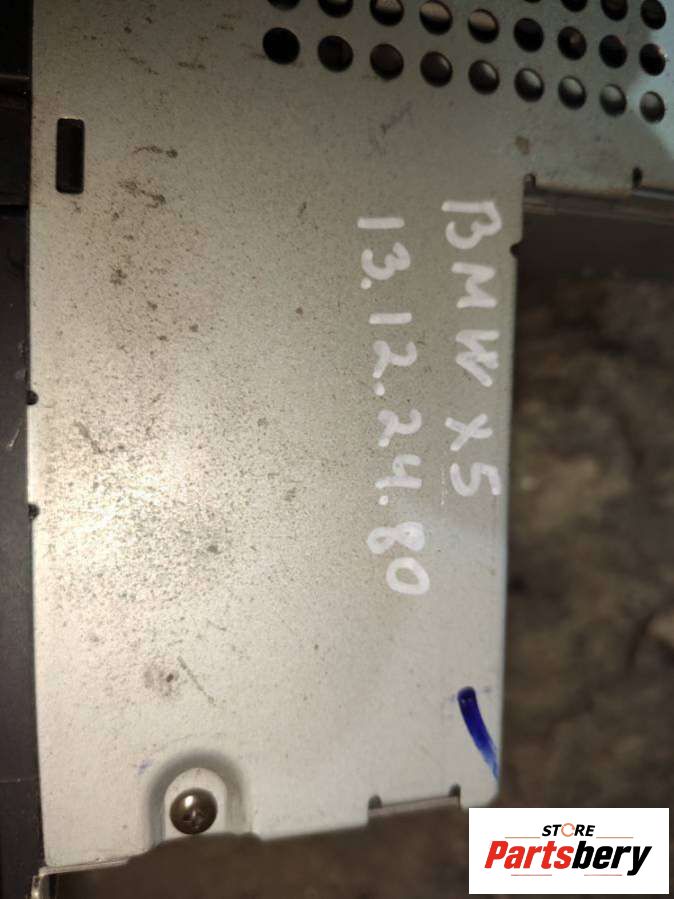 BMW X5
13.12.24.80
STORE
Partsbery